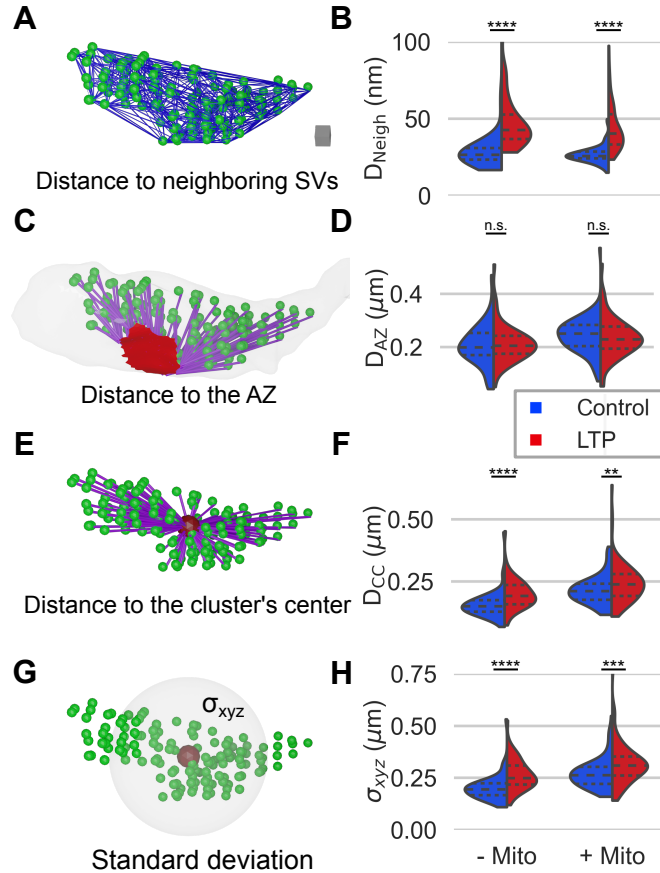 A
Distance to neighboring SVs
B
**** ****
D_Neigh (nm)
100
50
0
C
Distance to the AZ
D
n.s. n.s.
D_AZ (μm)
0.4
0.2
Control
LTP
E
Distance to the cluster's center
F
**** **
D_CC (μm)
0.50
0.25
G
σ_xyz
Standard deviation
H
**** ***
σ_xyz (μm)
0.75
0.50
0.25
0.00
- Mito + Mito